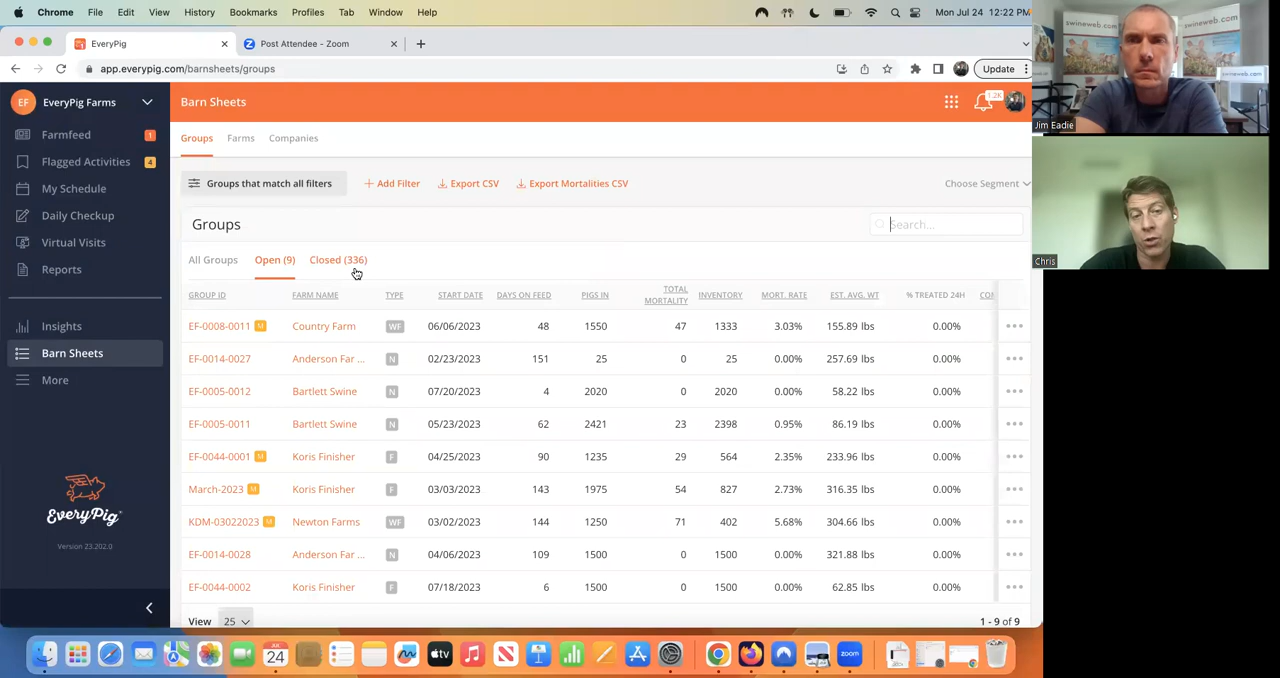 Chrome File Edit View History Bookmarks Profiles Tab Window Help Mon Jul 24 12:22 PM
EveryPig Post Attendee - Zoom
app.everypig.com/barnsheets/groups Update
EF EveryPig Farms
Farmfeed 1
Flagged Activities 4
My Schedule
Daily Checkup
Virtual Visits
Reports
Insights
Barn Sheets
More
EveryPig
Version 23.202.0
Barn Sheets 1.2K
Groups Farms Companies
Groups that match all filters Add Filter Export CSV Export Mortalities CSV Choose Segment
Groups Search...
All Groups Open (9) Closed (336)
GROUP ID FARM NAME TYPE START DATE DAYS ON FEED PIGS IN TOTAL MORTALITY INVENTORY MORT. RATE EST. AVG. WT % TREATED 24H
EF-0008-0011 M Country Farm WF 06/06/2023 48 1550 47 1333 3.03% 155.89 lbs 0.00%
EF-0014-0027 Anderson Far ... N 02/23/2023 151 25 0 25 0.00% 257.69 lbs 0.00%
EF-0005-0012 Bartlett Swine N 07/20/2023 4 2020 0 2020 0.00% 58.22 lbs 0.00%
EF-0005-0011 Bartlett Swine N 05/23/2023 62 2421 23 2398 0.95% 86.19 lbs 0.00%
EF-0044-0001 M Koris Finisher F 04/25/2023 90 1235 29 564 2.35% 233.96 lbs 0.00%
March-2023 M Koris Finisher F 03/03/2023 143 1975 54 827 2.73% 316.35 lbs 0.00%
KDM-03022023 M Newton Farms WF 03/02/2023 144 1250 71 402 5.68% 304.66 lbs 0.00%
EF-0014-0028 Anderson Far ... N 04/06/2023 109 1500 0 1500 0.00% 321.88 lbs 0.00%
EF-0044-0002 Koris Finisher F 07/18/2023 6 1500 0 1500 0.00% 62.85 lbs 0.00%
View 25 1 - 9 of 9
JUL
24
tv
zoom
www.swineweb.com
www.swineweb.com
Jim Eadie
Chris